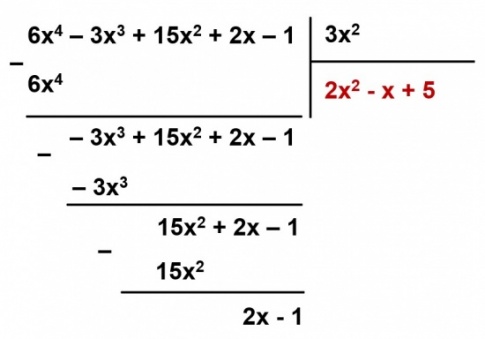 6x⁴ – 3x³ + 15x² + 2x – 1 3x²
– 6x⁴ 2x² - x + 5
– – 3x³ + 15x² + 2x – 1
– 3x³
15x² + 2x – 1
– 15x²
2x - 1